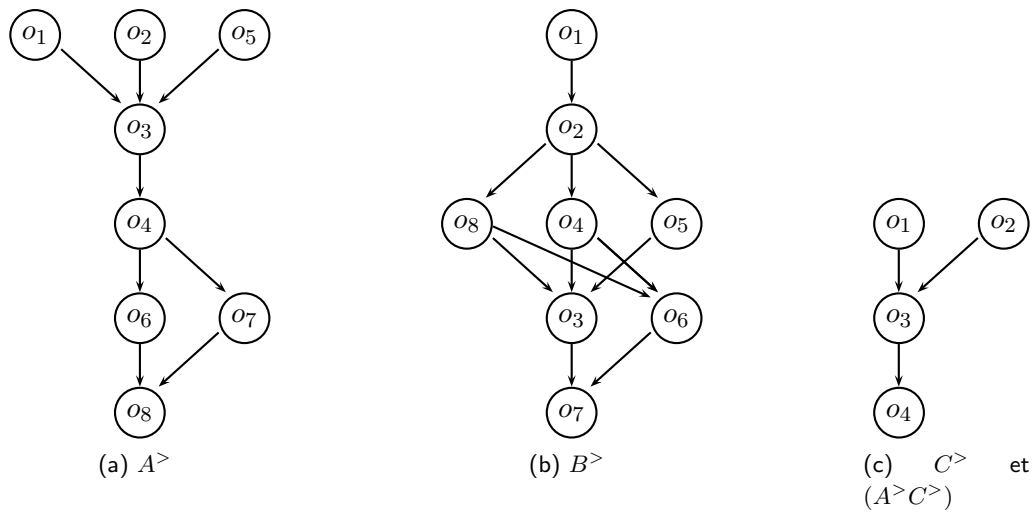 o1 o2 o5
o3
o4
o6 o7
o8
(a) A>
o1
o2
o8 o4 o5
o3 o6
o7
(b) B>
o1 o2
o3
o4
(c) C> et
(A>C>)